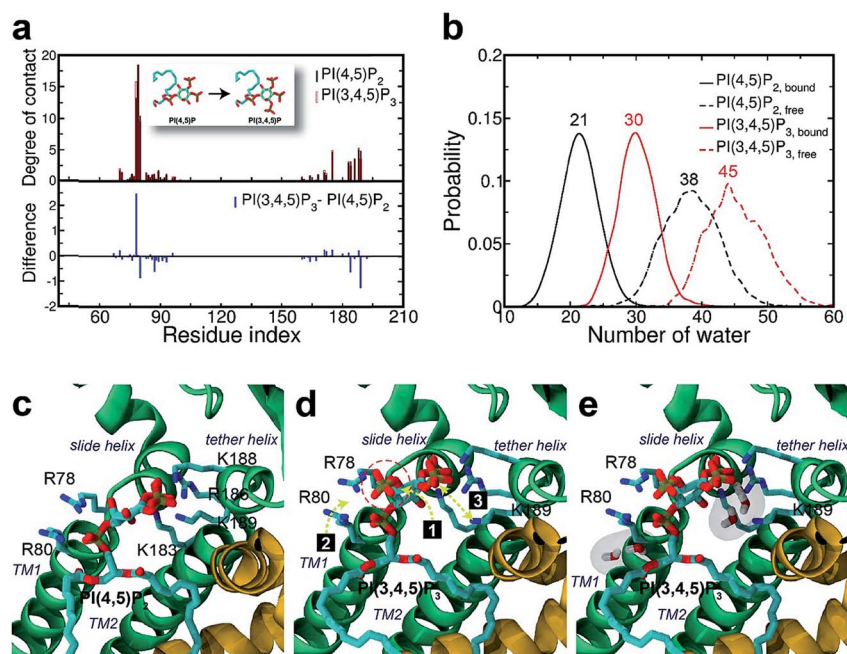 a
Degree of contact
20
15
10
5
0
PI(4,5)P
PI(3,4,5)P
PI(4,5)P2
PI(3,4,5)P3
Difference
2
1
0
-1
-2
PI(3,4,5)P3- PI(4,5)P2
60
90
120
150
180
210
Residue index
b
Probability
0.2
0.15
0.1
0.05
0
21
30
38
45
PI(4,5)P2, bound
PI(4,5)P2, free
PI(3,4,5)P3, bound
PI(3,4,5)P3, free
10
20
30
40
50
60
Number of water
c
slide helix
tether helix
R78
K188
R186
K189
R80
K183
TM1
PI(4,5)P2
TM2
d
slide helix
tether helix
R78
R80
3
1
2
K189
TM1
PI(3,4,5)P3
TM2
e
slide helix
tether helix
R78
R80
K189
TM1
PI(3,4,5)P3
TM2